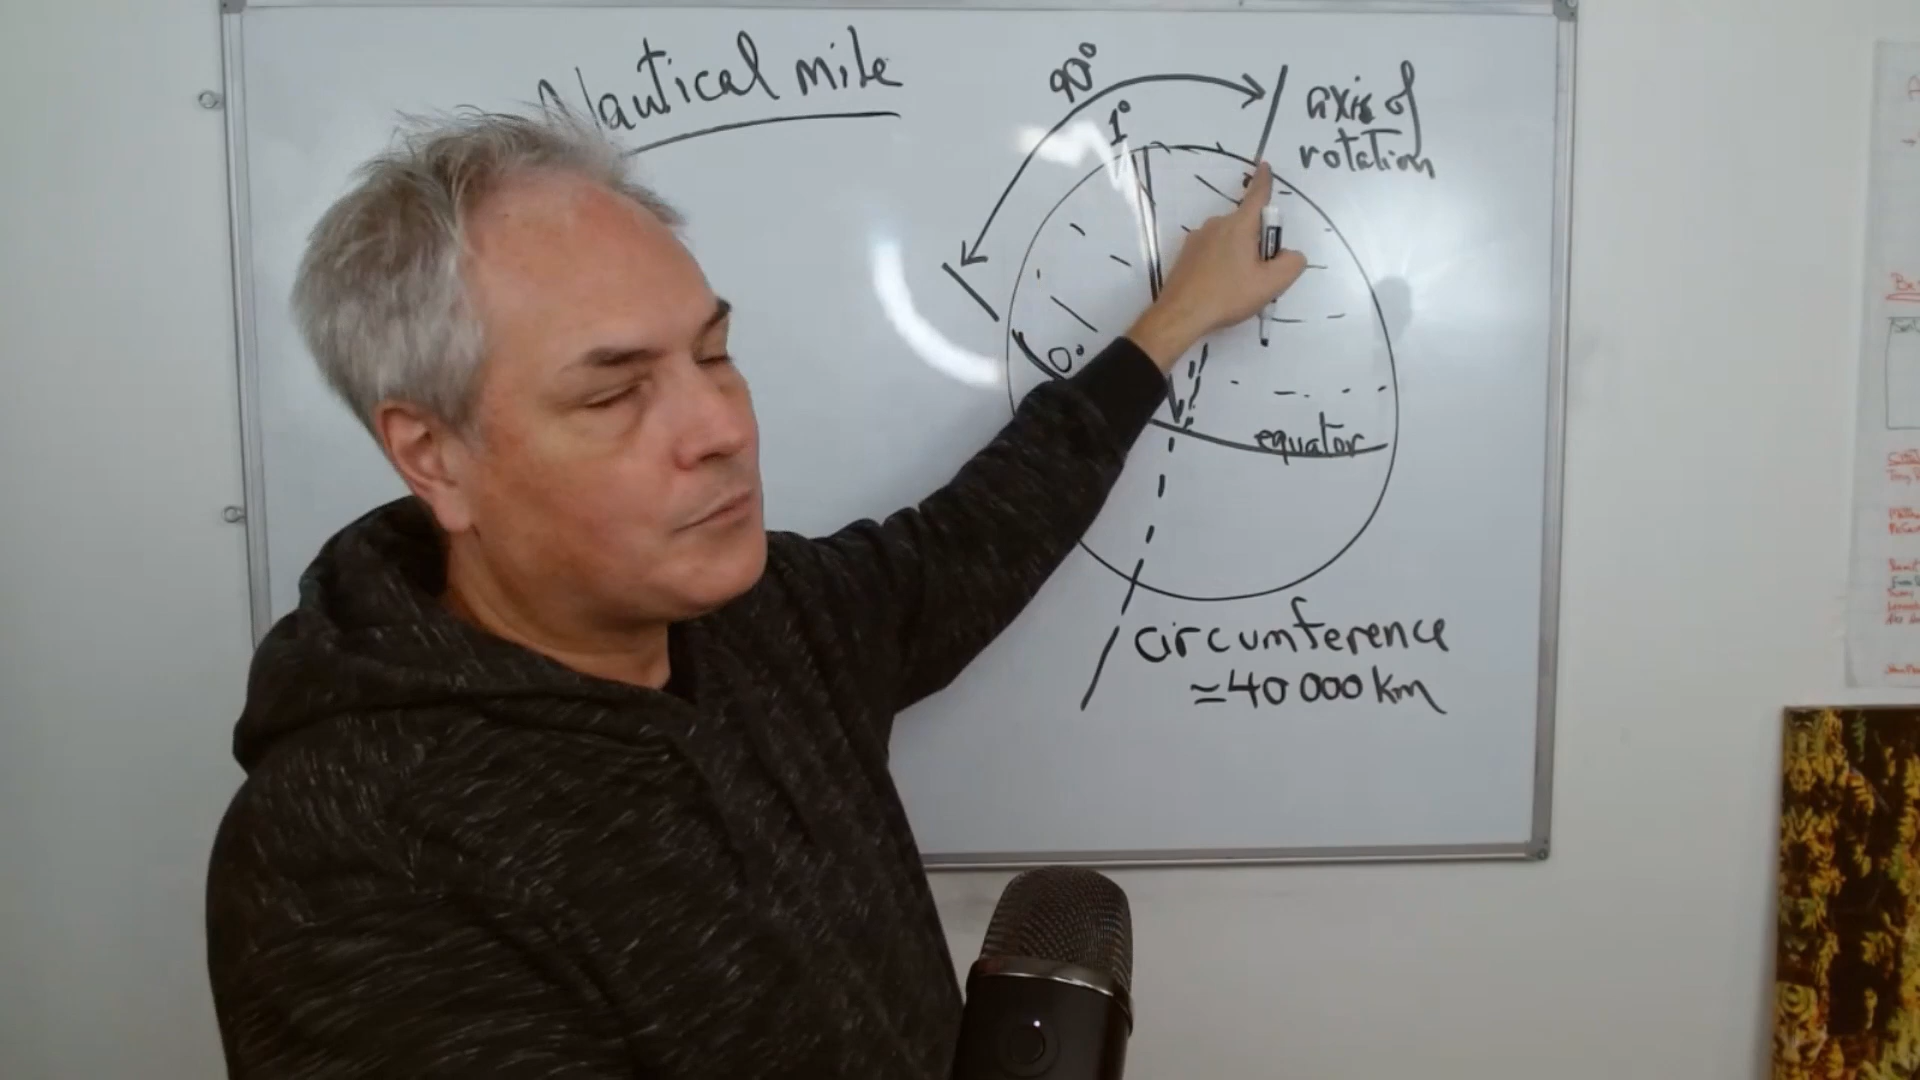 Nautical mile
90°
1°
axis of
rotation
0°
equator
circumference
≃40 000 km